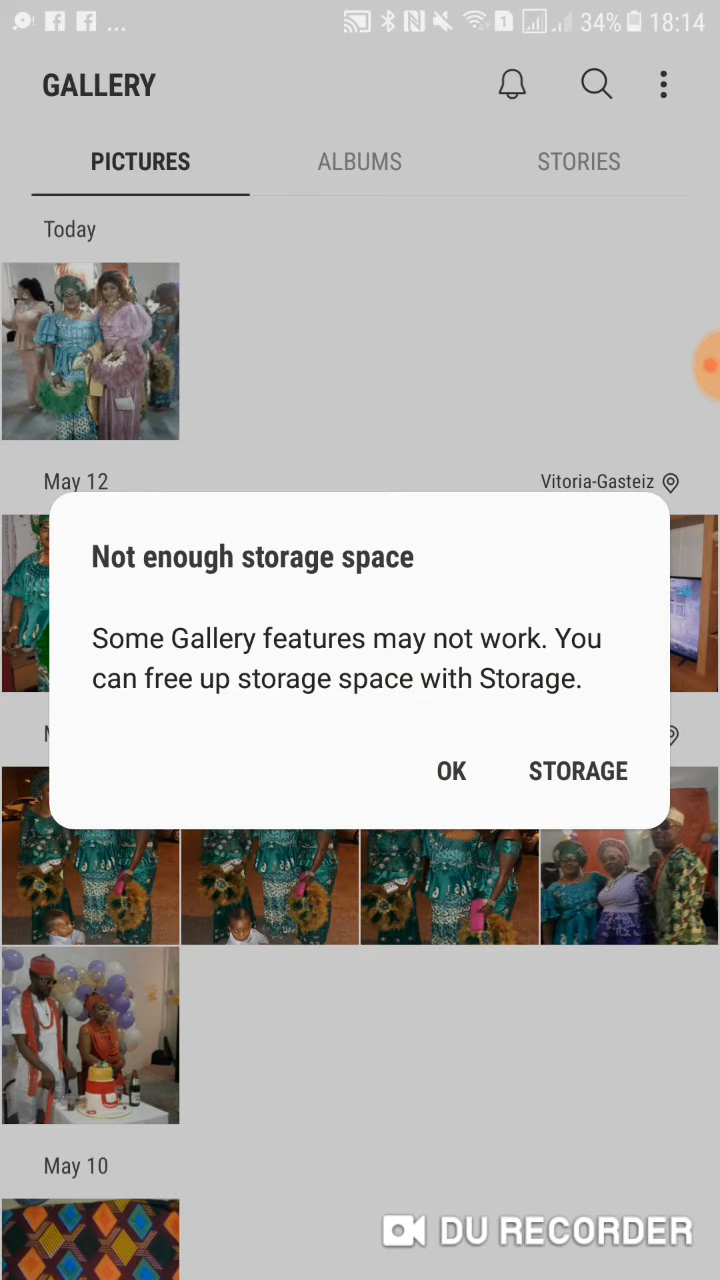 ... 1 34% 18:14
GALLERY
PICTURES ALBUMS STORIES
Today
May 12 Vitoria-Gasteiz
Not enough storage space
Some Gallery features may not work. You
can free up storage space with Storage.
OK STORAGE
May 10
DU RECORDER